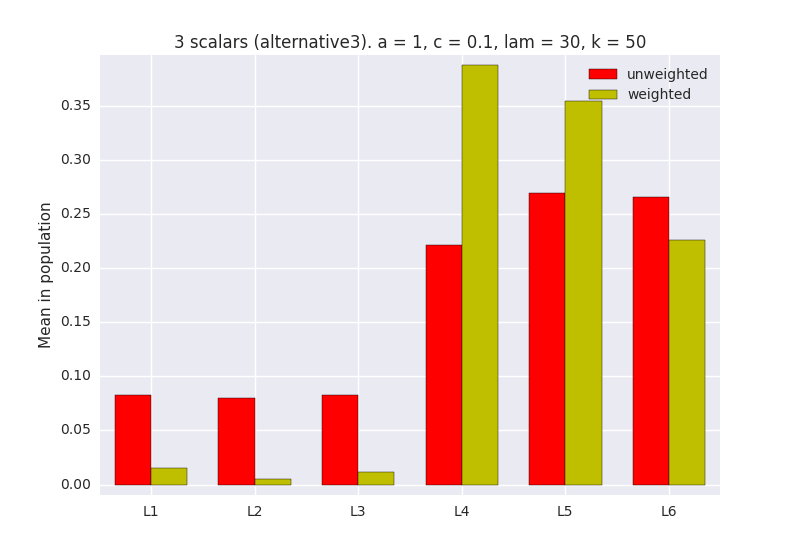 3 scalars (alternative3). a = 1, c = 0.1, lam = 30, k = 50
unweighted
weighted
Mean in population
0.35
0.30
0.25
0.20
0.15
0.10
0.05
0.00
L1 L2 L3 L4 L5 L6